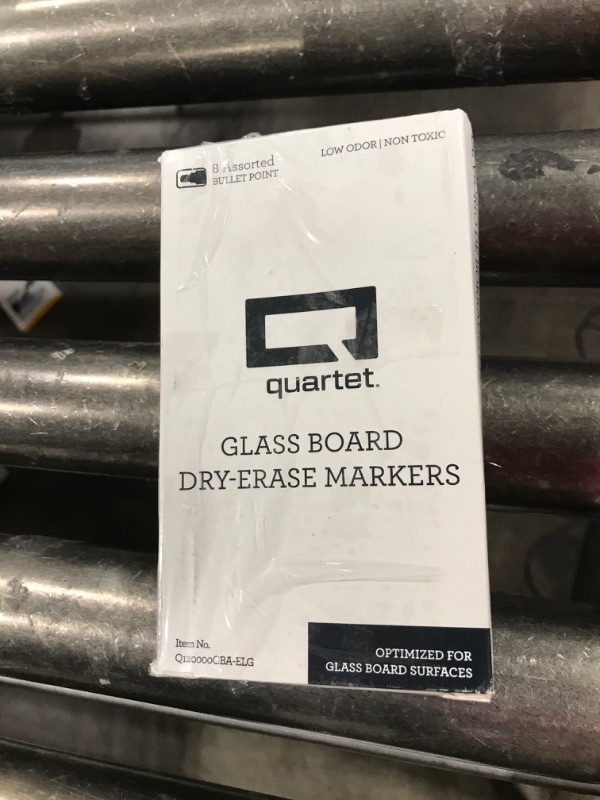 8 Assorted
BULLET POINT
LOW ODOR | NON TOXIC
quartet.
GLASS BOARD
DRY-ERASE MARKERS
Item No.
OPTIMIZED FOR
GLASS BOARD SURFACES